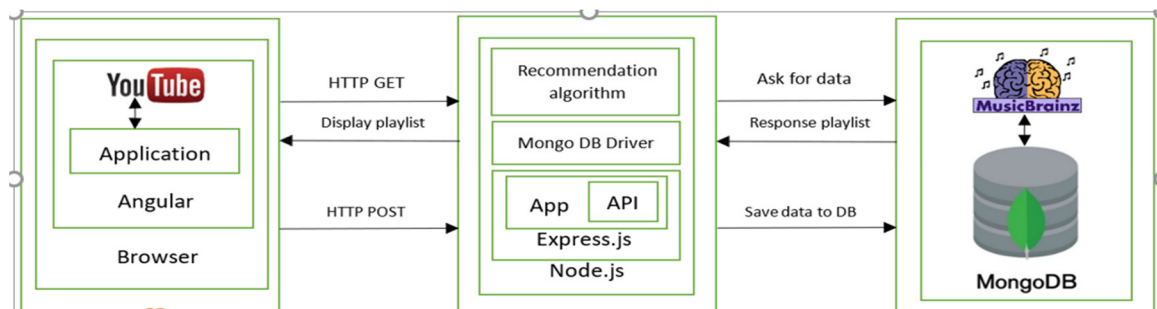 YouTube
Application
Angular
Browser
HTTP GET
Display playlist
HTTP POST
Recommendation
algorithm
Mongo DB Driver
App
API
Express.js
Node.js
Ask for data
Response playlist
Save data to DB
MusicBrainz
MongoDB